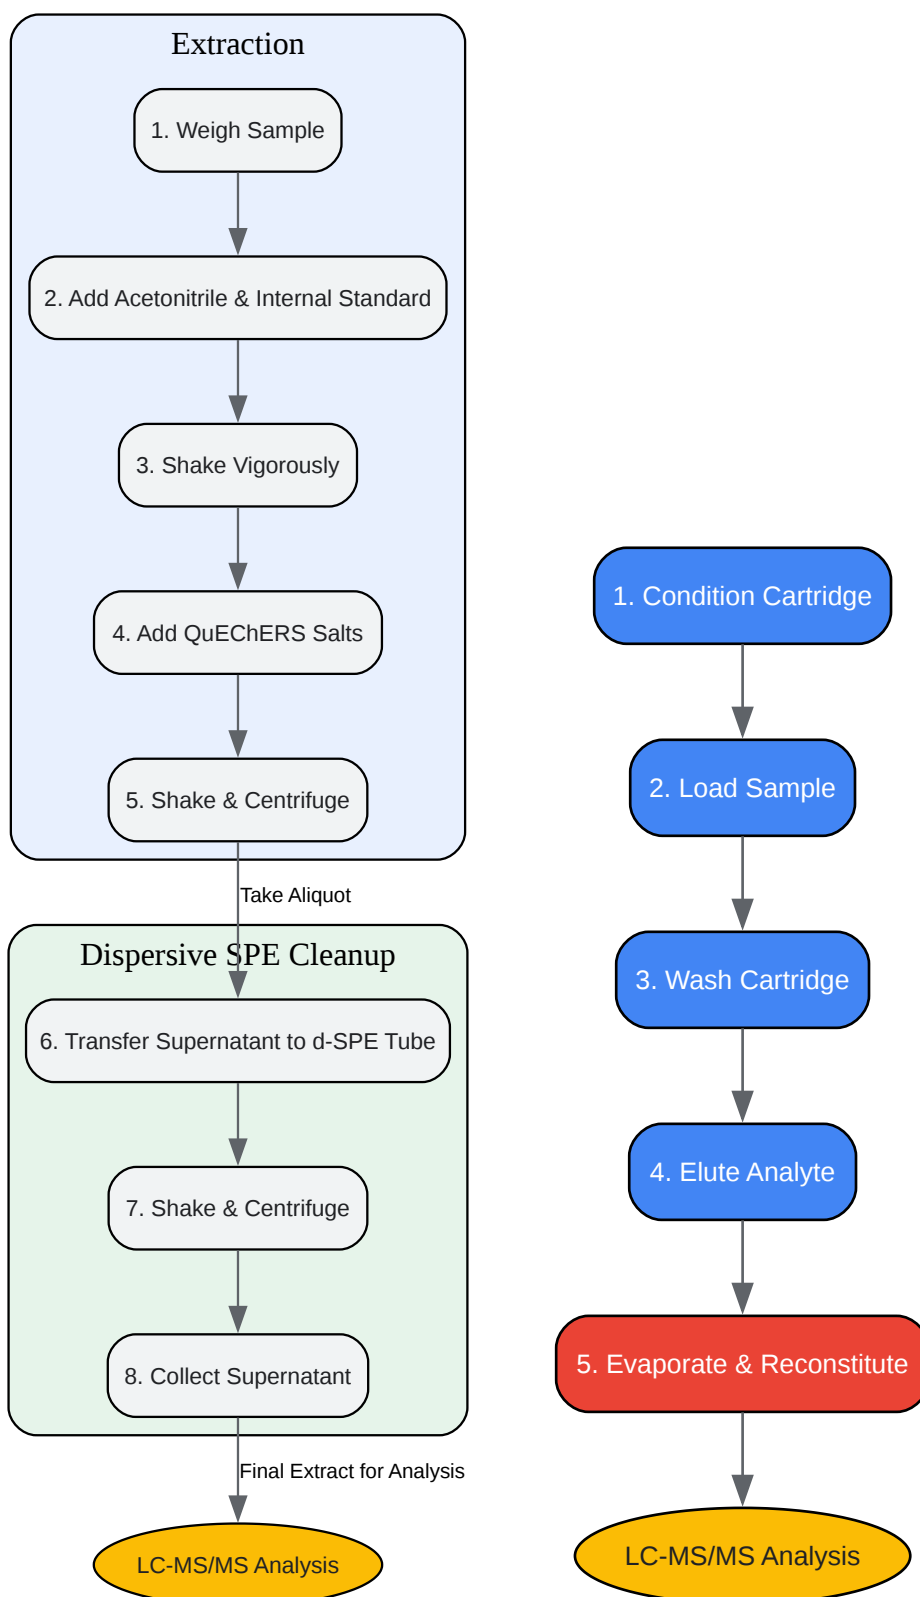 Extraction
1. Weigh Sample
2. Add Acetonitrile & Internal Standard
3. Shake Vigorously
4. Add QuEChERS Salts
5. Shake & Centrifuge
Take Aliquot
Dispersive SPE Cleanup
6. Transfer Supernatant to d-SPE Tube
7. Shake & Centrifuge
8. Collect Supernatant
Final Extract for Analysis
LC-MS/MS Analysis
1. Condition Cartridge
2. Load Sample
3. Wash Cartridge
4. Elute Analyte
5. Evaporate & Reconstitute
LC-MS/MS Analysis